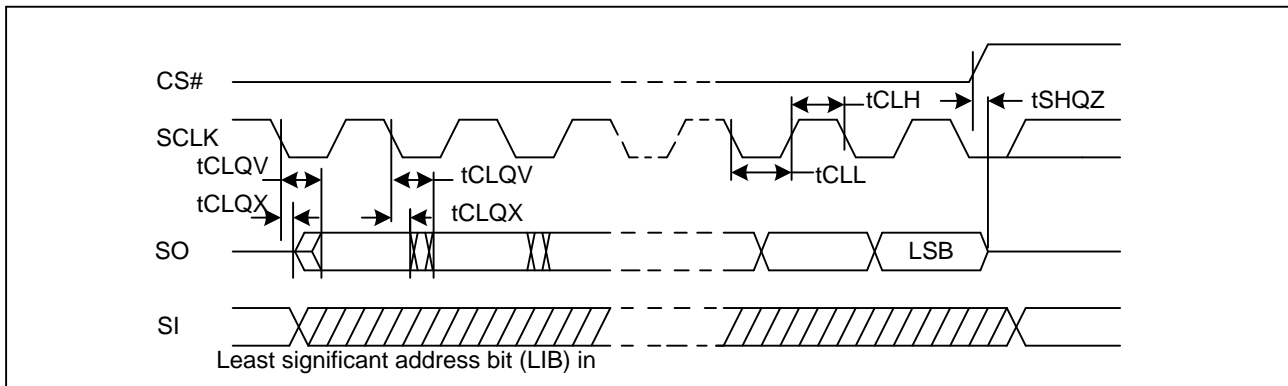 CS#
tCLH
tSHQZ
SCLK
tCLQV
tCLQV
tCLL
tCLQX
tCLQX
SO
LSB
SI
Least significant address bit (LIB) in